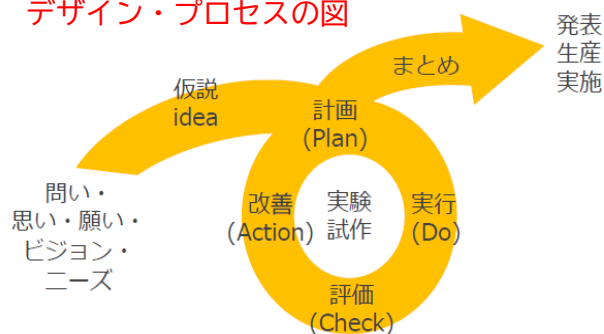 デザイン・プロセスの図
発表
生産
実施
まとめ
仮説
idea
計画
(Plan)
問い・
思い・願い・
ビジョン・
ニーズ
改善
(Action)
実験
試作
実行
(Do)
評価
(Check)